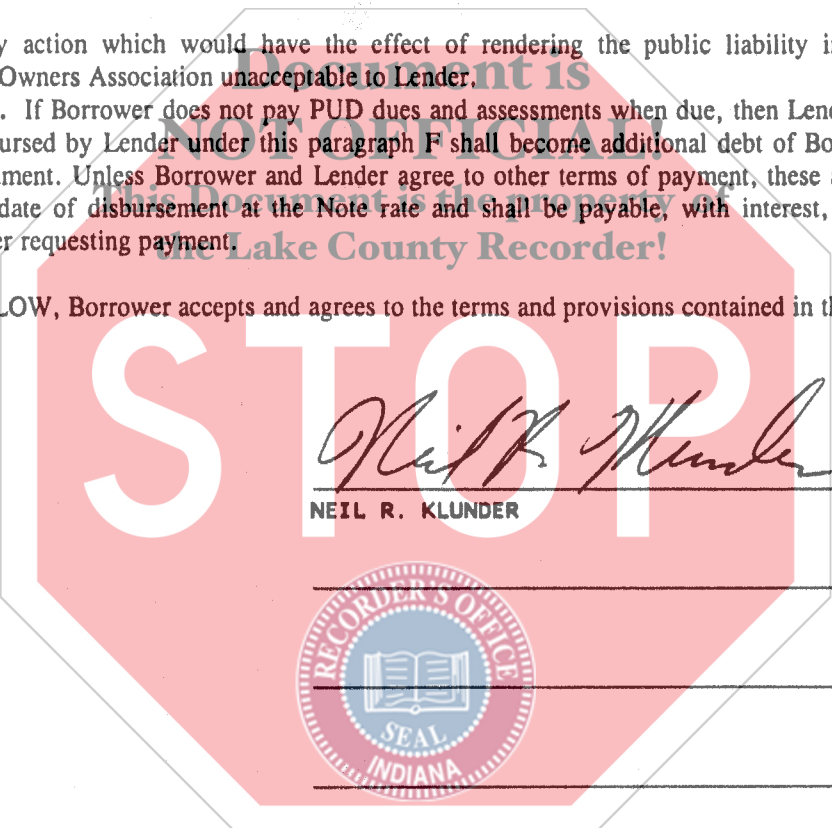 y action which would have the effect of rendering the public liability i
Owners Association unacceptable to Lender.
. If Borrower does not pay PUD dues and assessments when due, then Lend
ursed by Lender under this paragraph F shall become additional debt of Bo
ment. Unless Borrower and Lender agree to other terms of payment, these a
date of disbursement at the Note rate and shall be payable, with interest,
er requesting payment.
LOW, Borrower accepts and agrees to the terms and provisions contained in th
Document is
NOT OFFICIAL!
This Document is the property of
the Lake County Recorder!
STOP
Neil R. Klunder
NEIL R. KLUNDER
RECORDER'S OFFICE
SEAL
INDIANA